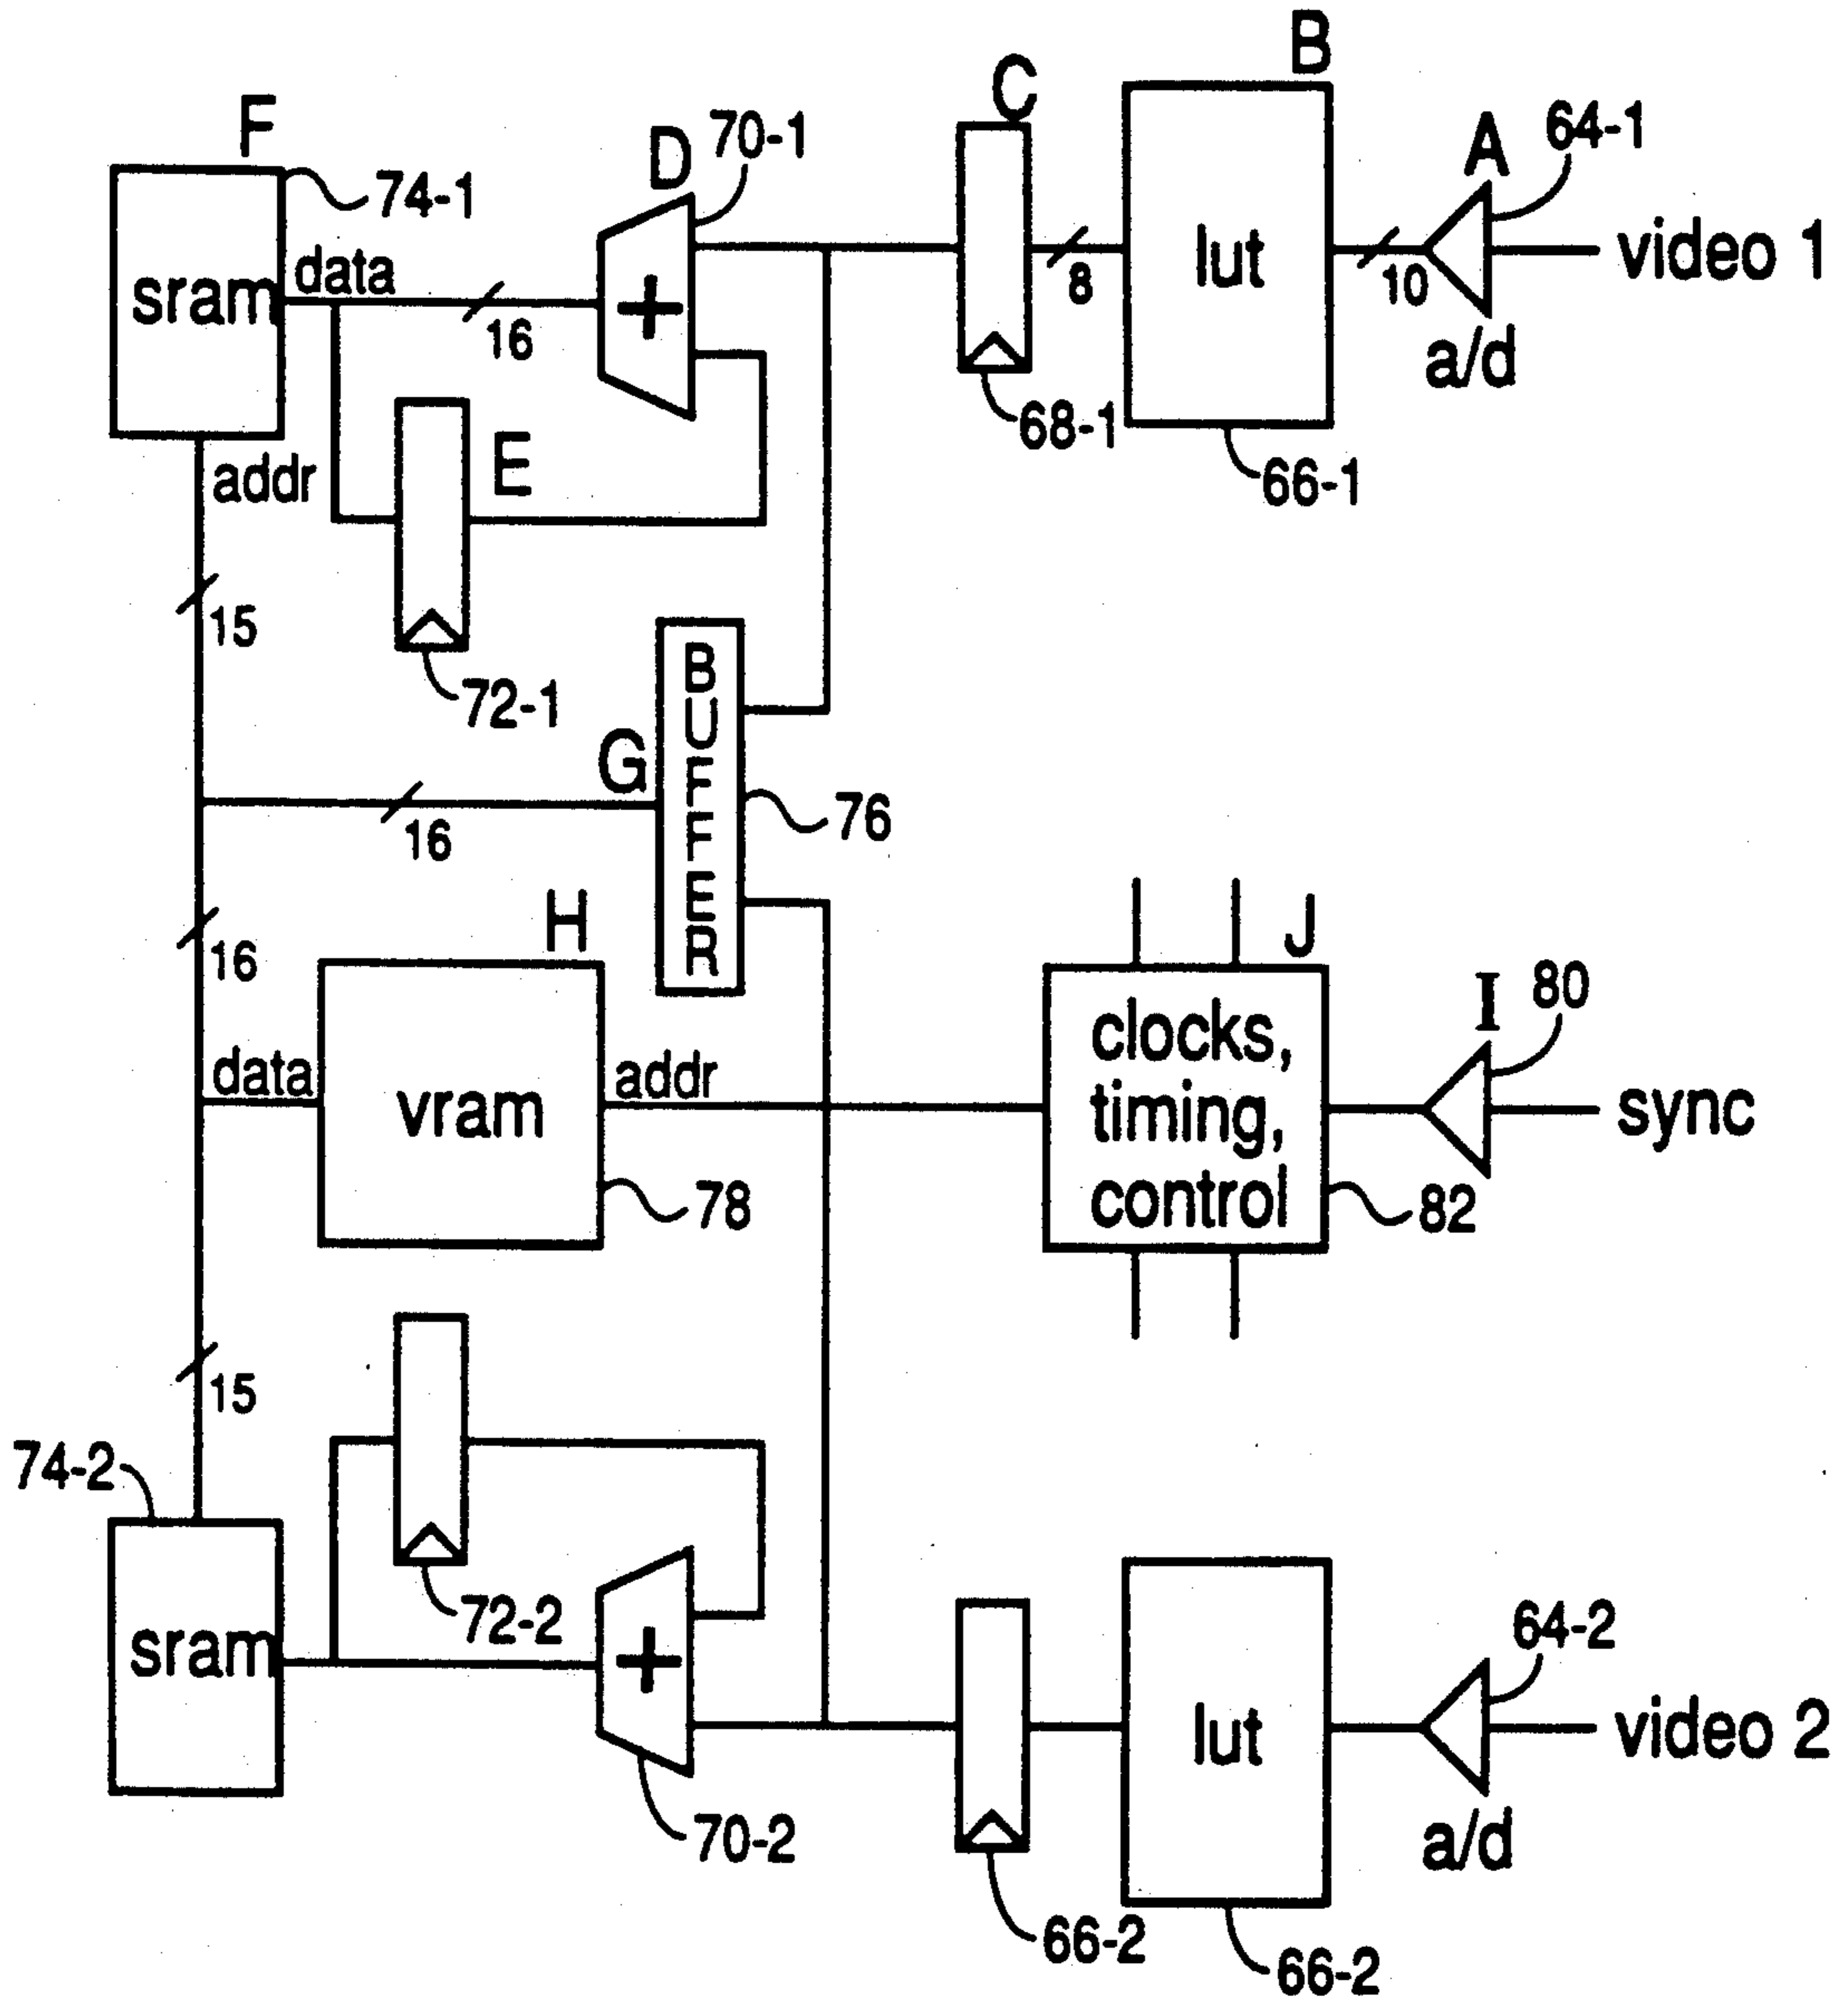 B
C
F
D
70-1
A
64-1
74-1
sram
data
16
+
8
lut
10
video 1
a/d
68-1
66-1
addr
E
15
72-1
BUFFER
G
76
16
H
J
16
I
80
data
vram
addr
clocks,
timing,
control
sync
78
82
15
74-2
72-2
sram
+
lut
64-2
video 2
a/d
70-2
66-2
66-2